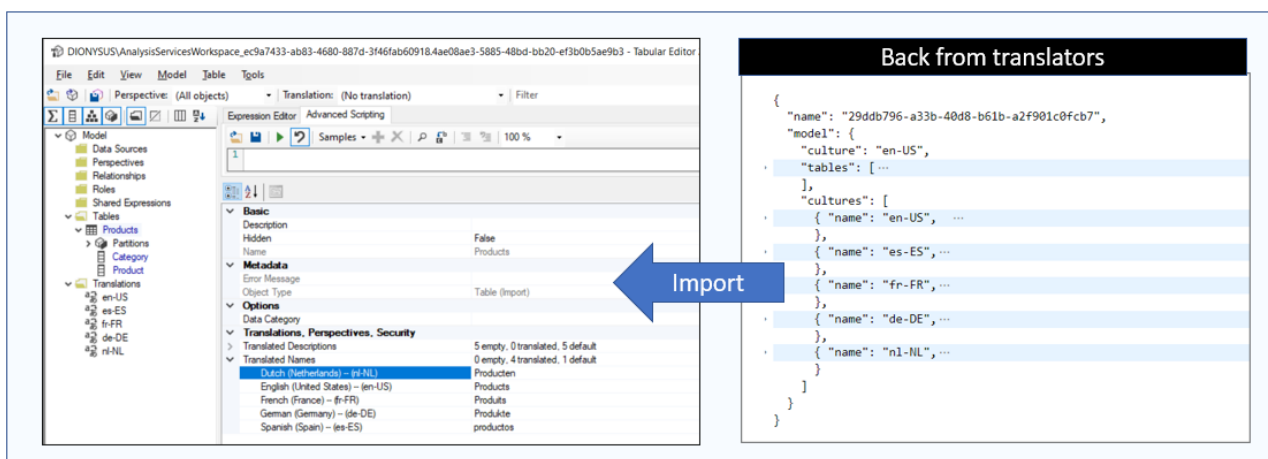 DIONYSUS\AnalysisServicesWorkspace_ec9a7433-ab83-4680-887d-3f46fab60918.4ae08ae3-5885-48bd-bb20-ef3b0b5ae9b3 - Tabular Editor
File Edit View Model Table Tools
Perspective: (All objects) Translation: (No translation) Filter
Expression Editor Advanced Scripting
Samples 100 %
1
Model
Data Sources
Perspectives
Relationships
Roles
Shared Expressions
Tables
Products
Partitions
Category
Product
Translations
en-US
es-ES
fr-FR
de-DE
nl-NL
Basic
Description
Hidden False
Name Products
Metadata
Error Message
Object Type Table (Import)
Options
Data Category
Translations, Perspectives, Security
Translated Descriptions 5 empty, 0 translated, 5 default
Translated Names 0 empty, 4 translated, 1 default
Dutch (Netherlands) – (nl-NL) Producten
English (United States) – (en-US) Products
French (France) – (fr-FR) Produits
German (Germany) – (de-DE) Produkte
Spanish (Spain) – (es-ES) productos
Import
Back from translators
{
"name": "29ddb796-a33b-40d8-b61b-a2f901c0fcb7",
"model": {
"culture": "en-US",
"tables": [ ...
],
"cultures": [
{ "name": "en-US", ...
},
{ "name": "es-ES", ...
},
{ "name": "fr-FR", ...
},
{ "name": "de-DE", ...
},
{ "name": "nl-NL", ...
}
]
}
}